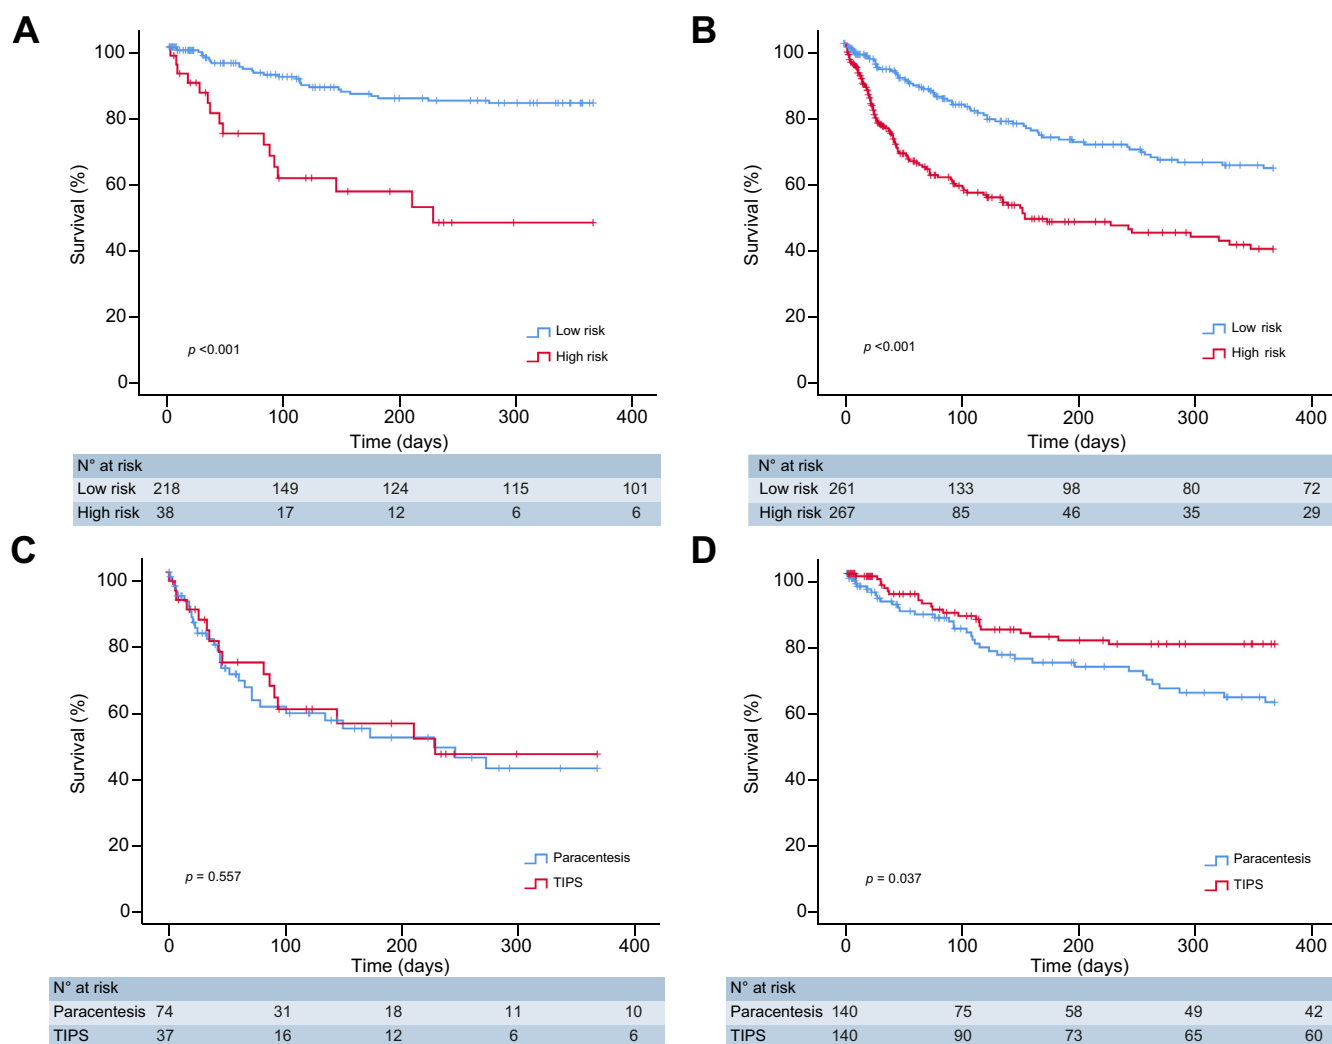 A
100
80
60
40
20
0
Survival (%)
Low risk
High risk
p <0.001
0 100 200 300 400
Time (days)
N° at risk
Low risk 218 149 124 115 101
High risk 38 17 12 6 6
B
100
80
60
40
20
0
Survival (%)
Low risk
High risk
p <0.001
0 100 200 300 400
Time (days)
N° at risk
Low risk 261 133 98 80 72
High risk 267 85 46 35 29
C
100
80
60
40
20
0
Survival (%)
Paracentesis
TIPS
p = 0.557
0 100 200 300 400
Time (days)
N° at risk
Paracentesis 74 31 18 11 10
TIPS 37 16 12 6 6
D
100
80
60
40
20
0
Survival (%)
Paracentesis
TIPS
p = 0.037
0 100 200 300 400
Time (days)
N° at risk
Paracentesis 140 75 58 49 42
TIPS 140 90 73 65 60